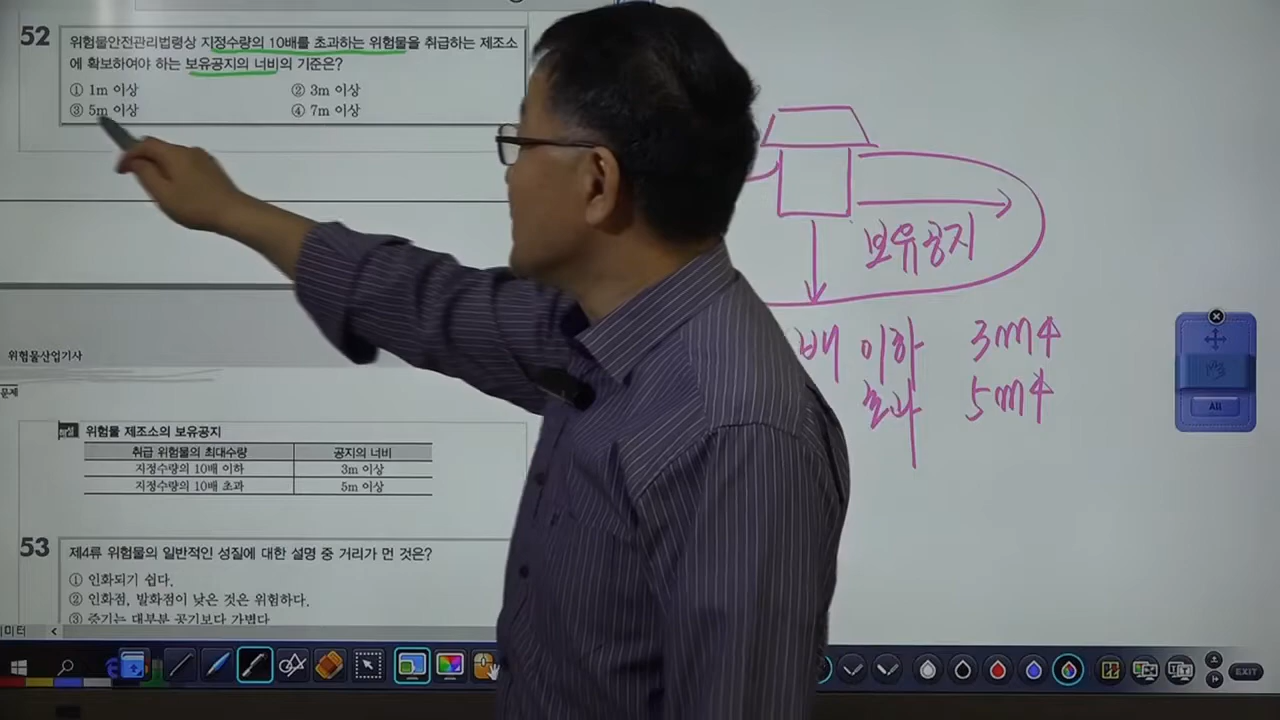 52
위험물안전관리법령상 지정수량의 10배를 초과하는 위험물을 취급하는 제조소
에 확보하여야 하는 보유공지의 너비의 기준은?
① 1m 이상 ② 3m 이상
③ 5m 이상 ④ 7m 이상
보유공지
배 이하 3m↑
초과 5m↑
위험물산업기사
문제
해설 위험물 제조소의 보유공지
취급 위험물의 최대수량 공지의 너비
지정수량의 10배 이하 3m 이상
지정수량의 10배 초과 5m 이상
53
제4류 위험물의 일반적인 성질에 대한 설명 중 거리가 먼 것은?
① 인화되기 쉽다.
② 인화점, 발화점이 낮은 것은 위험하다.
③ 증기는 대부분 공기보다 가볍다
미터
All
EXIT